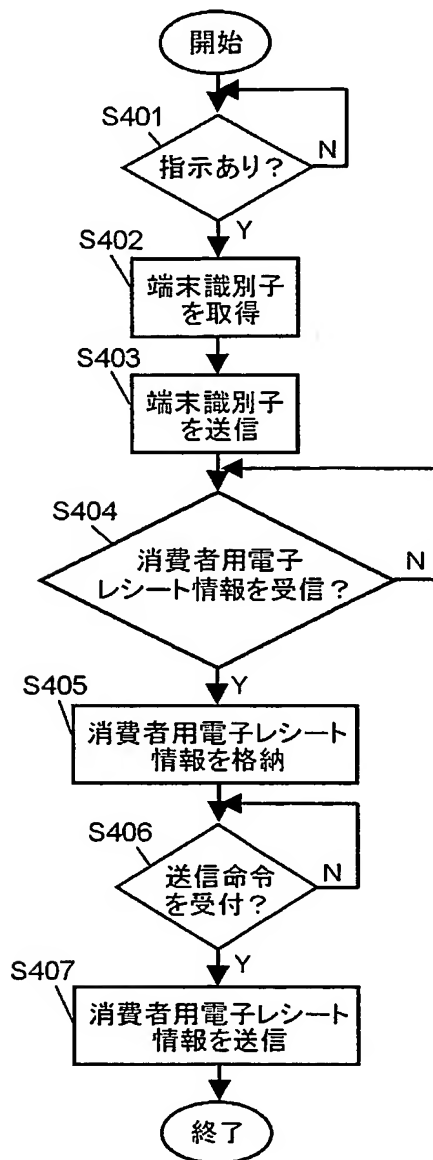 開始
S401
指示あり？
N
Y
S402
端末識別子
を取得
S403
端末識別子
を送信
S404
消費者用電子
レシート情報を受信？
N
Y
S405
消費者用電子レシート
情報を格納
S406
送信命令
を受付？
N
Y
S407
消費者用電子レシート
情報を送信
終了